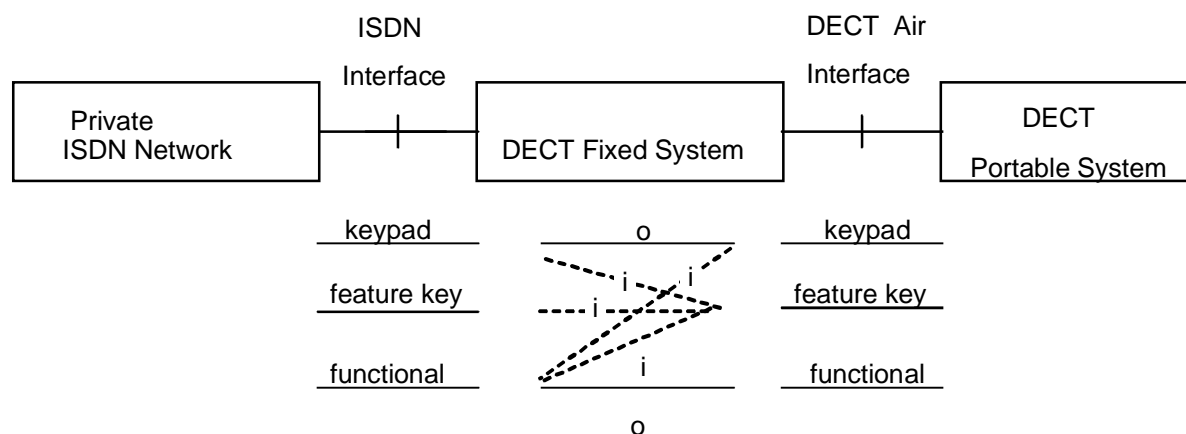 ISDN
Interface
DECT Air
Interface
Private
ISDN Network
DECT Fixed System
DECT
Portable System
keypad
o
keypad
i
i
feature key
i
feature key
functional
i
functional
o